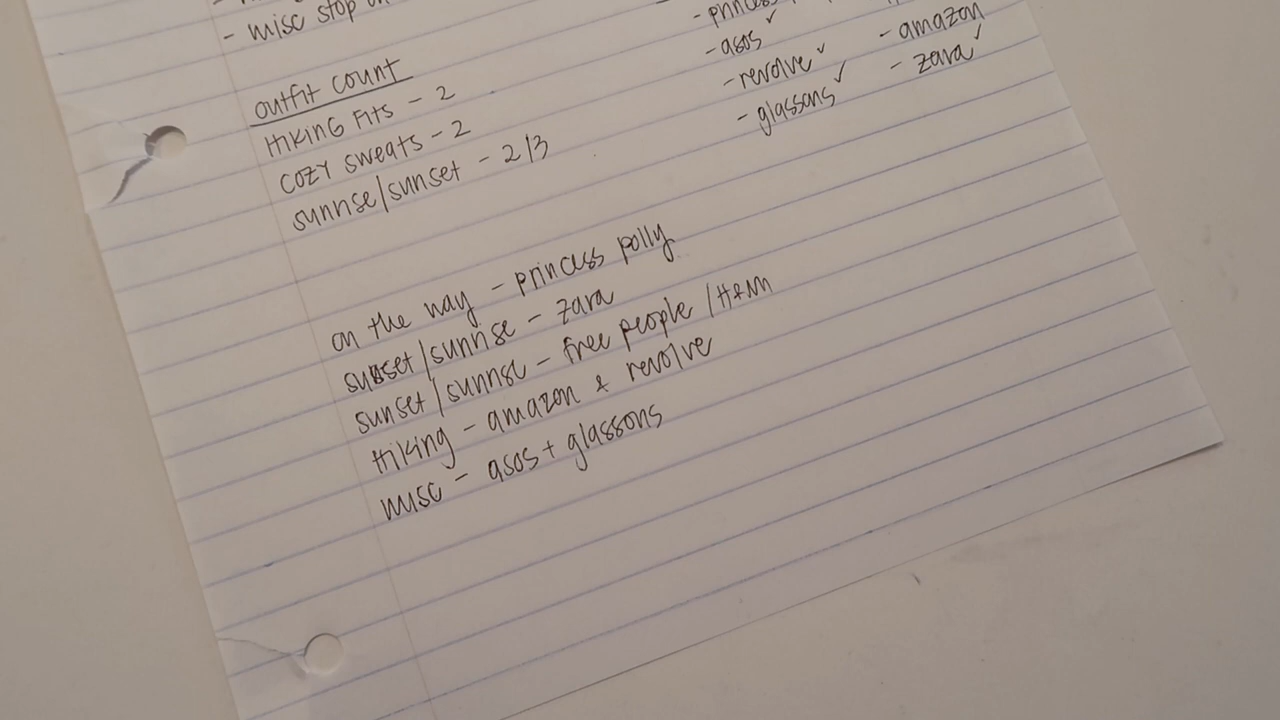 - misc stop
outfit count
HIKING FITS - 2
COZY sweats - 2
sunrise/sunset - 2/3
- princess
- asos ✓
- revolve ✓
- glassons ✓
- amazon
- zara ✓
on the way - princess polly
sunset/sunrise - zara
sunset/sunrise - free people /H&M
Hiking - amazon & revolve
misc - asos + glassons